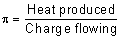 π = Heat produced
Charge flowing